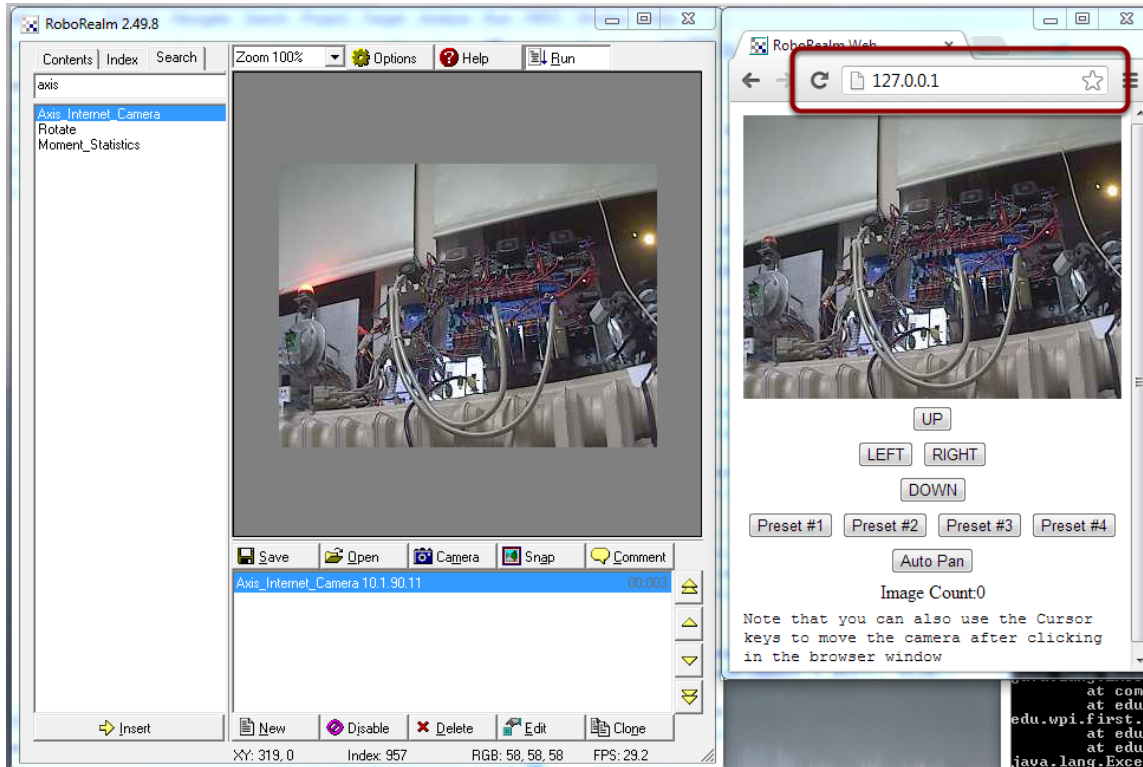 RoboRealm 2.49.8
Contents Index Search
axis
Axis_Internet_Camera
Rotate
Moment_Statistics
Insert
Zoom 100% Options Help Run
Save Open Camera Snap Comment
Axis_Internet_Camera 10.1.90.11 00.003
New Disable Delete Edit Clone
XY: 319, 0 Index: 957 RGB: 58, 58, 58 FPS: 29.2
RoboRealm Web
127.0.0.1
UP
LEFT RIGHT
DOWN
Preset #1 Preset #2 Preset #3 Preset #4
Auto Pan
Image Count:0
Note that you can also use the Cursor
keys to move the camera after clicking
in the browser window
at com
at edu
edu.wpi.first.
at edu
at edu
java.lang.Exce